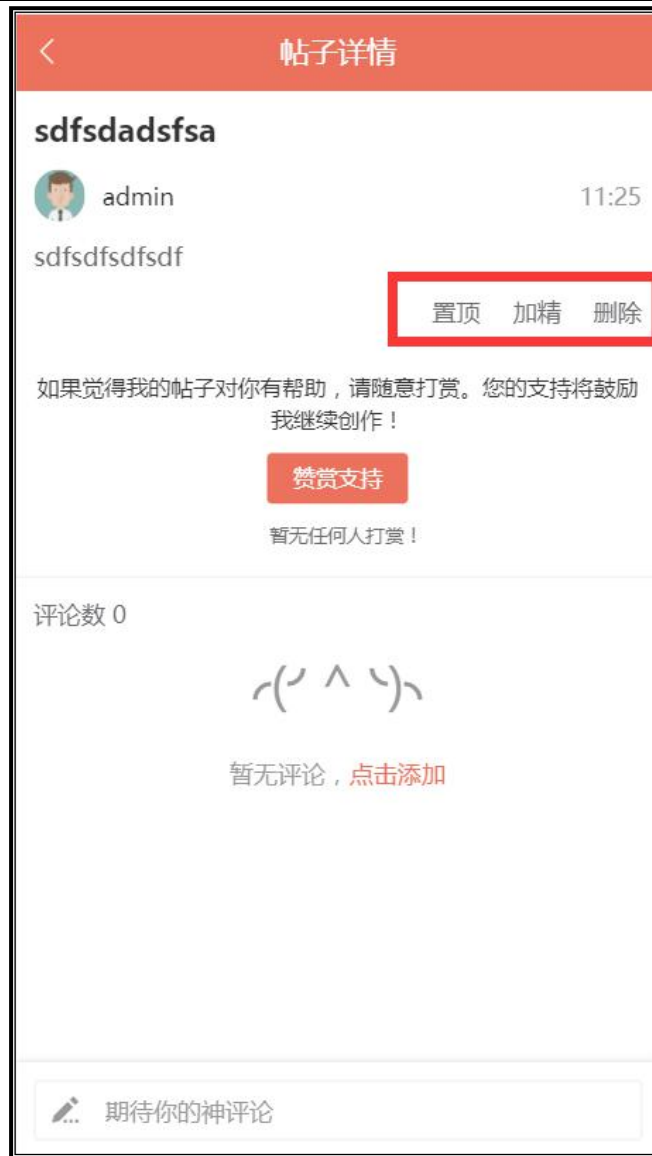 帖子详情
sdfsdadsfsa
admin 11:25
sdfsdfsdfsdf
置顶 加精 删除
如果觉得我的帖子对你有帮助，请随意打赏。您的支持将鼓励
我继续创作！
赞赏支持
暂无任何人打赏！
评论数 0
╭(╯^╰)╮
暂无评论，点击添加
期待你的神评论